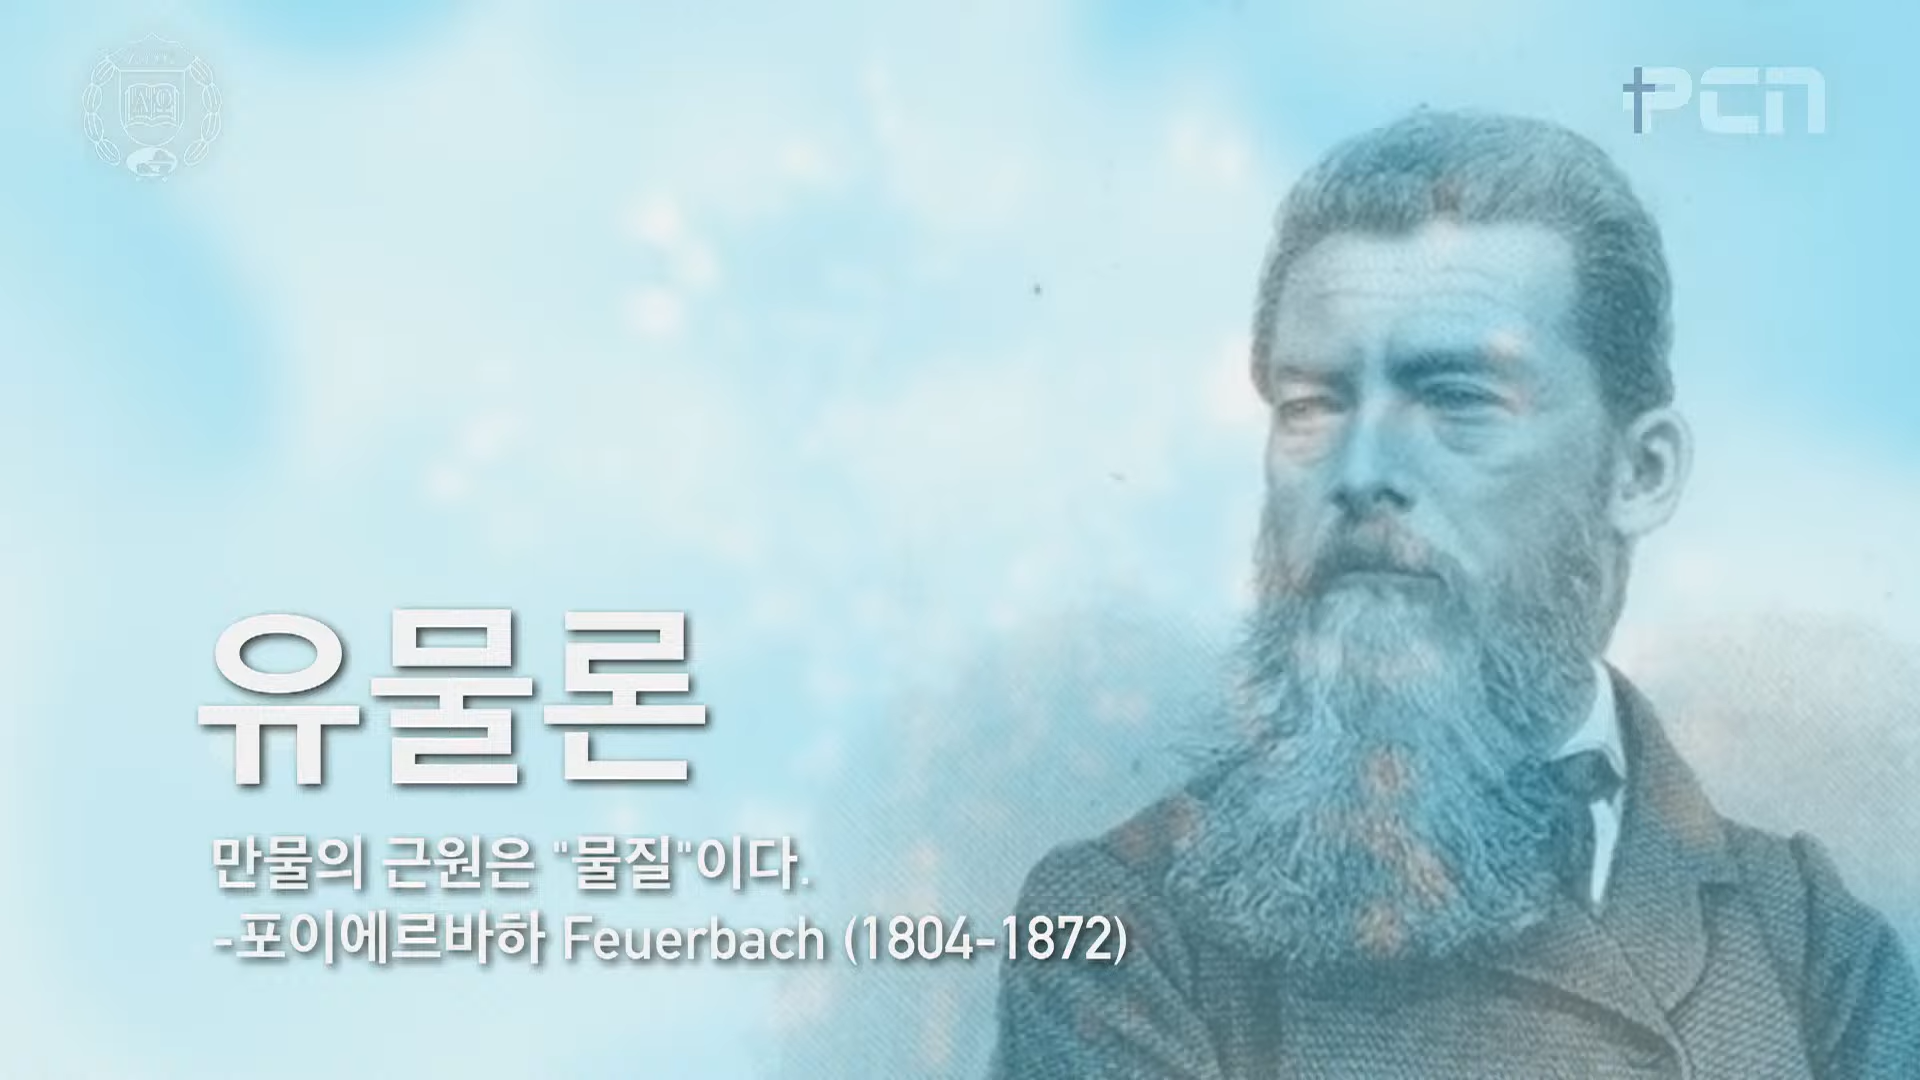 PCN
ΑΩ
유물론
만물의 근원은 "물질"이다.
-포이에르바하 Feuerbach (1804-1872)